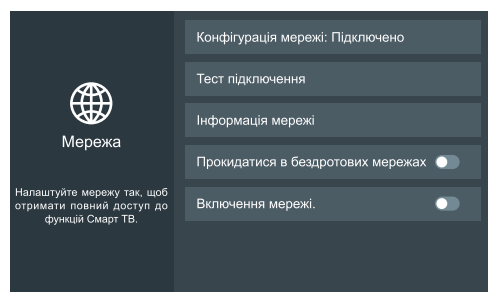 Мережа
Налаштуйте мережу так, щоб
отримати повний доступ до
функцій Смарт ТВ.
Конфігурація мережі: Підключено
Тест підключення
Інформація мережі
Прокидатися в бездротових мережах
Включення мережі.